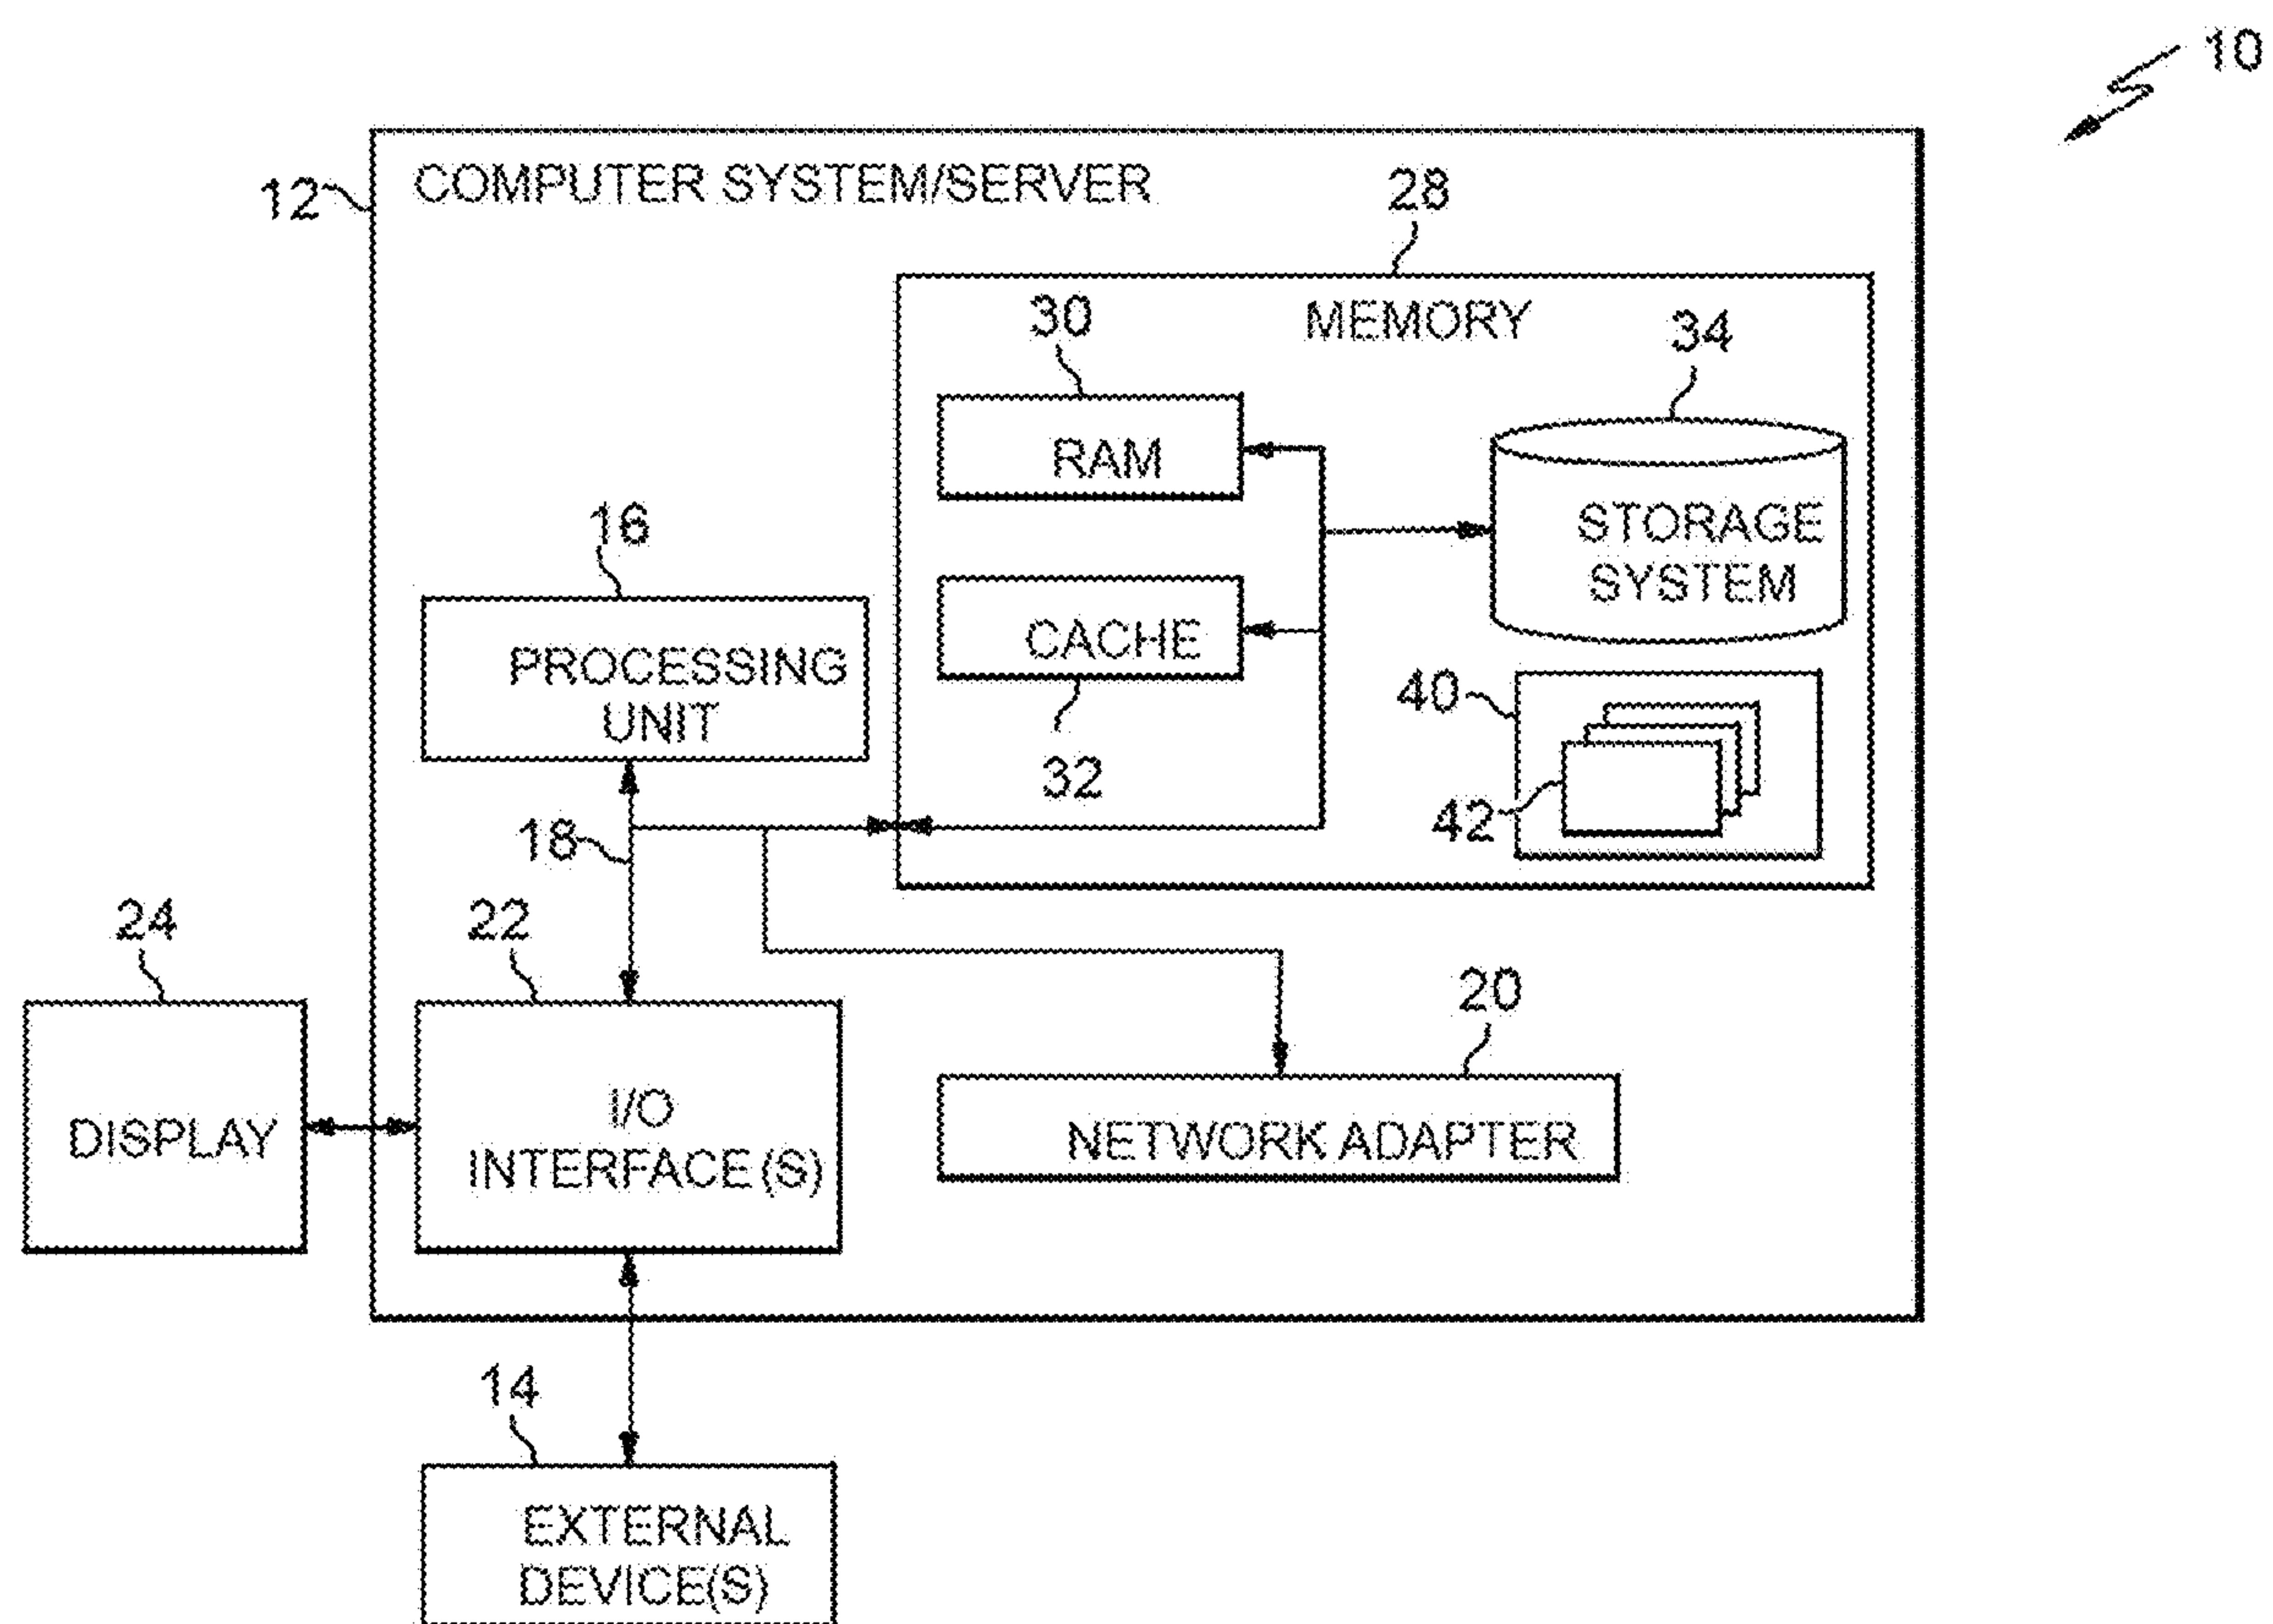 10
12
COMPUTER SYSTEM/SERVER
28
MEMORY
30
34
RAM
STORAGE
SYSTEM
16
PROCESSING
UNIT
CACHE
32
40
42
18
24
22
20
DISPLAY
I/O
INTERFACE(S)
NETWORK ADAPTER
14
EXTERNAL
DEVICE(S)